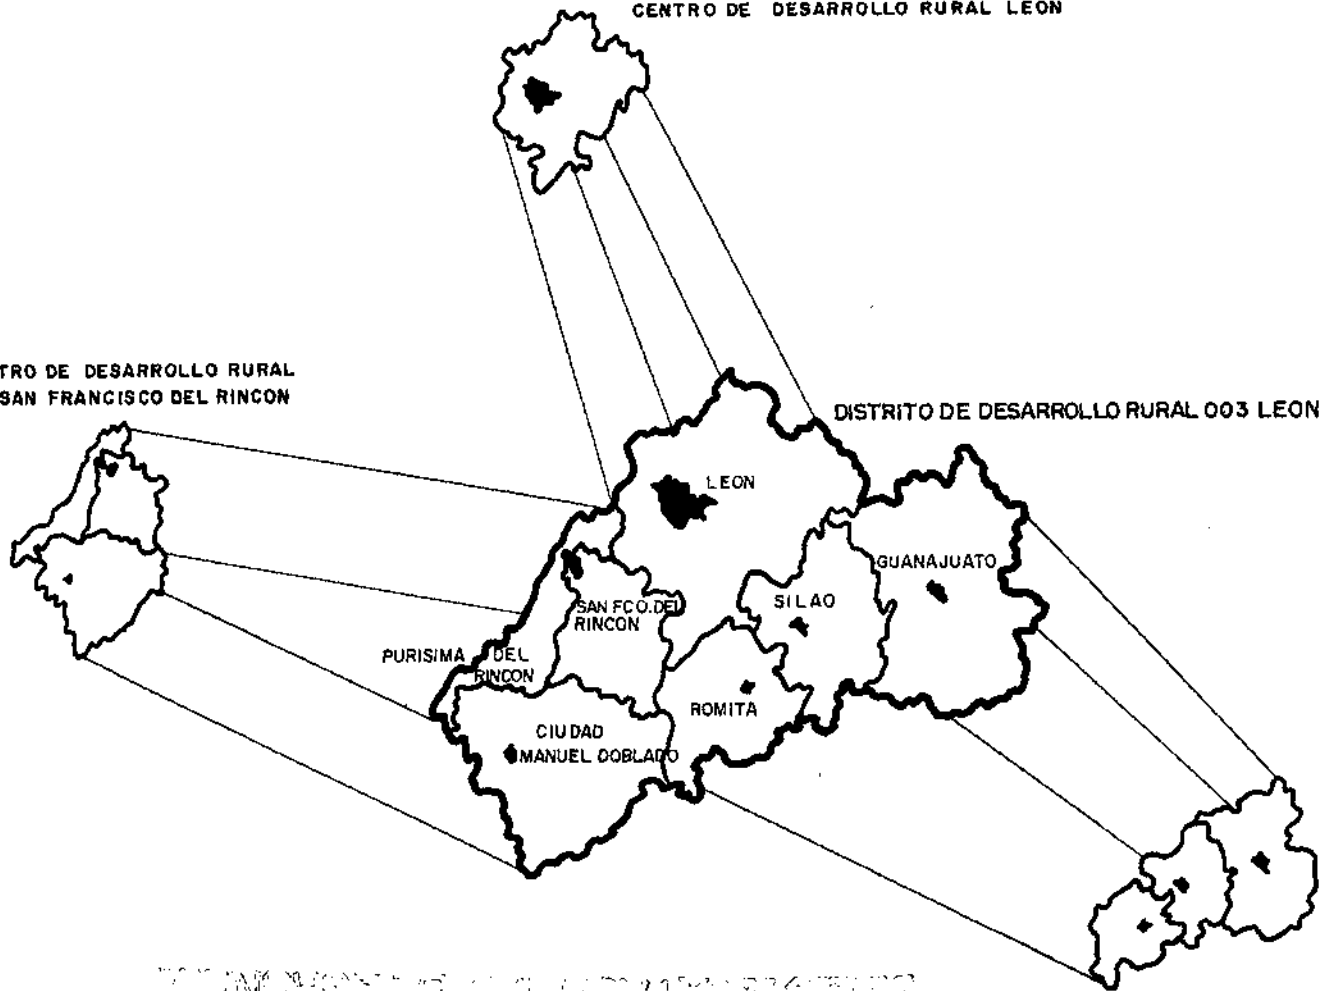 CENTRO DE DESARROLLO RURAL LEON
TRO DE DESARROLLO RURAL
SAN FRANCISCO DEL RINCON
DISTRITO DE DESARROLLO RURAL 003 LEON
LEON
GUANAJUATO
SILAO
SAN FCO. DEL
RINCON
PURISIMA DEL
RINCON
ROMITA
CIUDAD
MANUEL DOBLADO